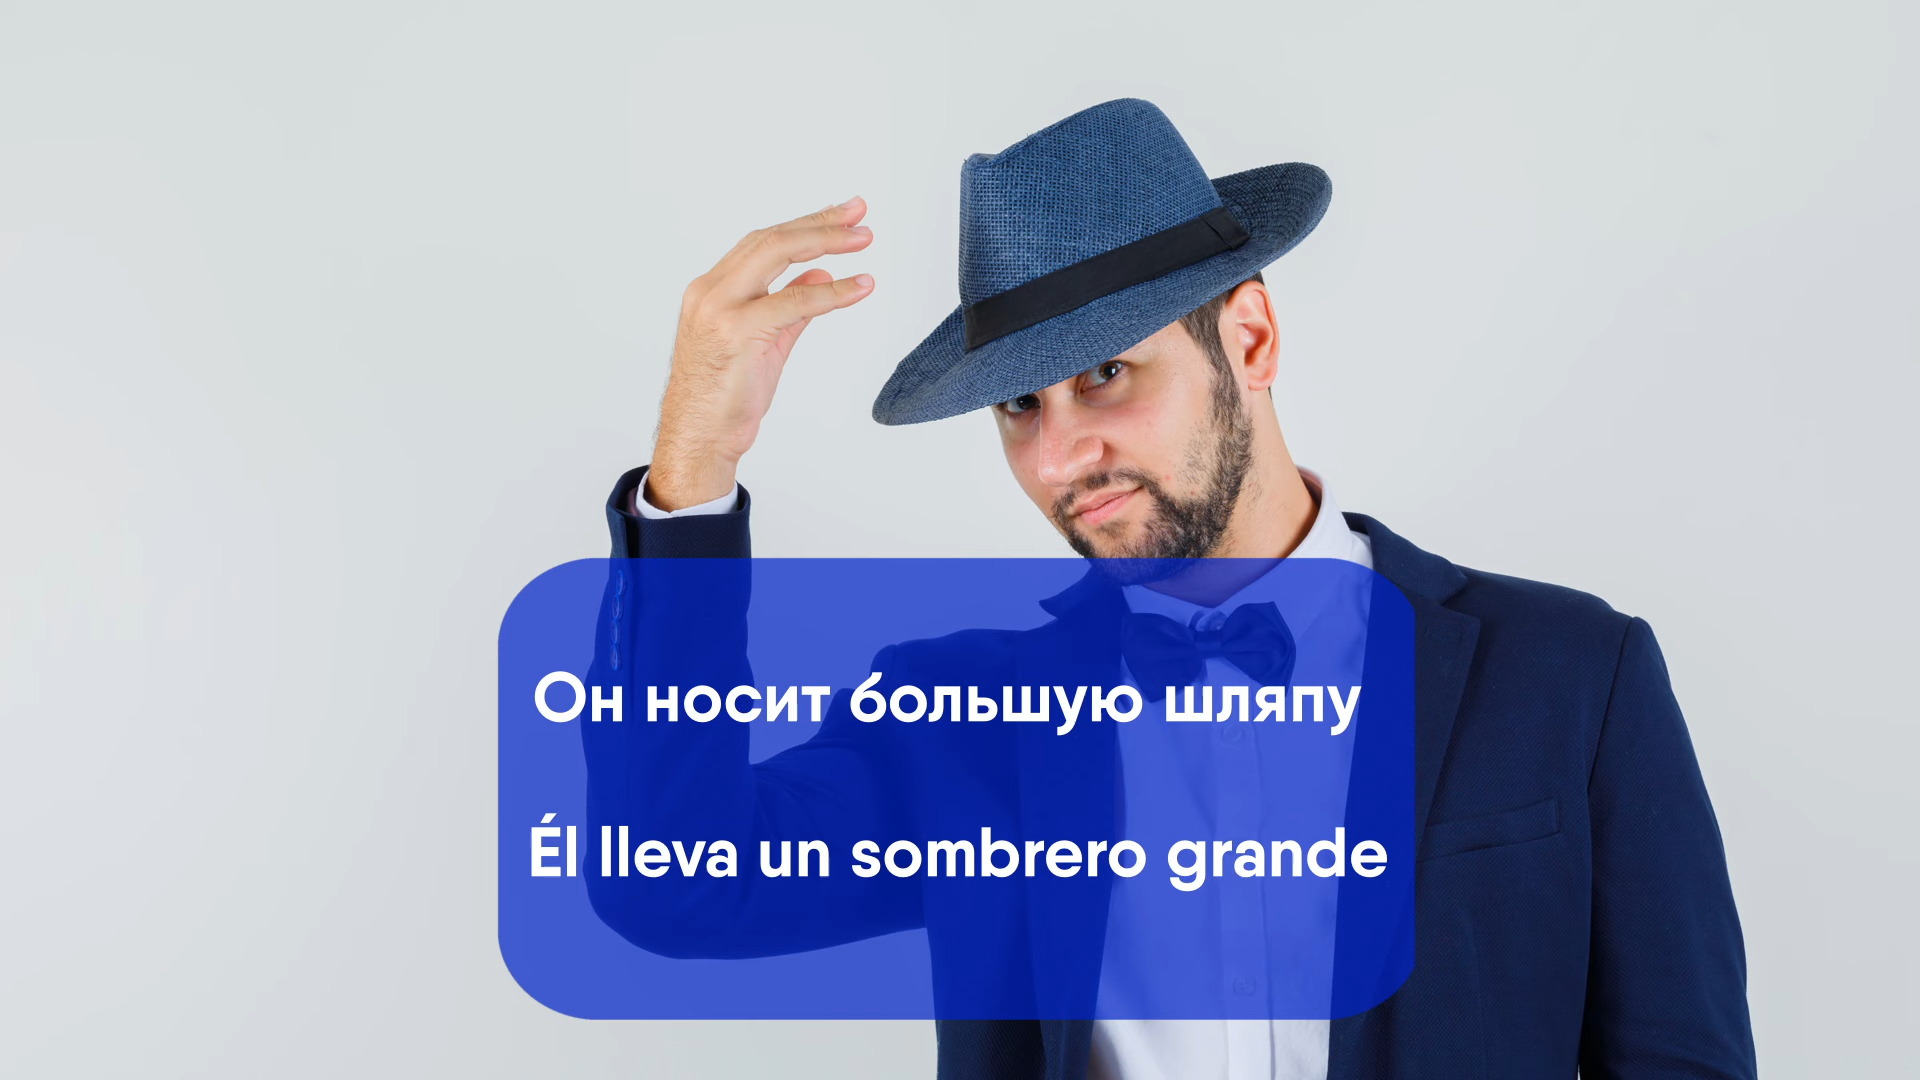 Он носит большую шляпу
Él lleva un sombrero grande